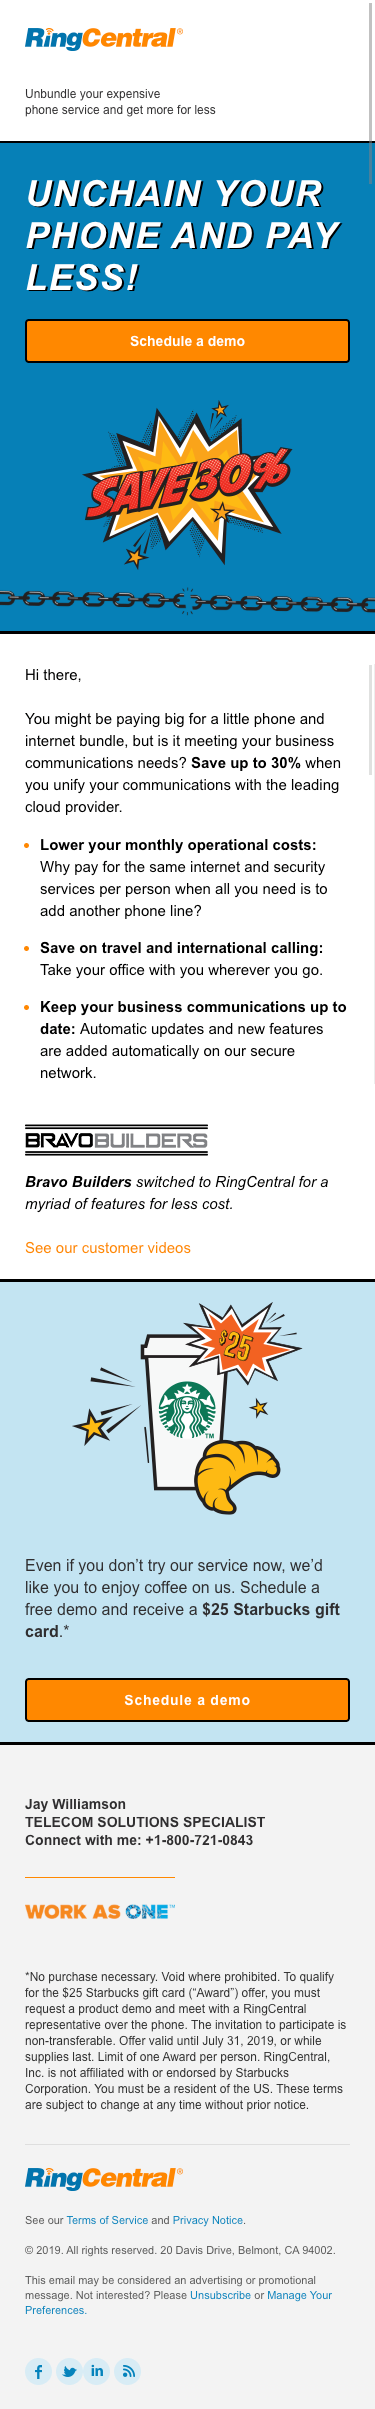 RingCentral®
Unbundle your expensive
phone service and get more for less
UNCHAIN YOUR
PHONE AND PAY
LESS!
Schedule a demo
SAVE 30%
Hi there,
You might be paying big for a little phone and
internet bundle, but is it meeting your business
communications needs? Save up to 30% when
you unify your communications with the leading
cloud provider.
• Lower your monthly operational costs:
Why pay for the same internet and security
services per person when all you need is to
add another phone line?
• Save on travel and international calling:
Take your office with you wherever you go.
• Keep your business communications up to
date: Automatic updates and new features
are added automatically on our secure
network.
BRAVOBUILDERS
Bravo Builders switched to RingCentral for a
myriad of features for less cost.
See our customer videos
$25
TM
Even if you don’t try our service now, we’d
like you to enjoy coffee on us. Schedule a
free demo and receive a $25 Starbucks gift
card.*
Schedule a demo
Jay Williamson
TELECOM SOLUTIONS SPECIALIST
Connect with me: +1-800-721-0843
WORK AS ONE™
*No purchase necessary. Void where prohibited. To qualify
for the $25 Starbucks gift card (“Award”) offer, you must
request a product demo and meet with a RingCentral
representative over the phone. The invitation to participate is
non-transferable. Offer valid until July 31, 2019, or while
supplies last. Limit of one Award per person. RingCentral,
Inc. is not affiliated with or endorsed by Starbucks
Corporation. You must be a resident of the US. These terms
are subject to change at any time without prior notice.
RingCentral®
See our Terms of Service and Privacy Notice.
© 2019. All rights reserved. 20 Davis Drive, Belmont, CA 94002.
This email may be considered an advertising or promotional
message. Not interested? Please Unsubscribe or Manage Your
Preferences.